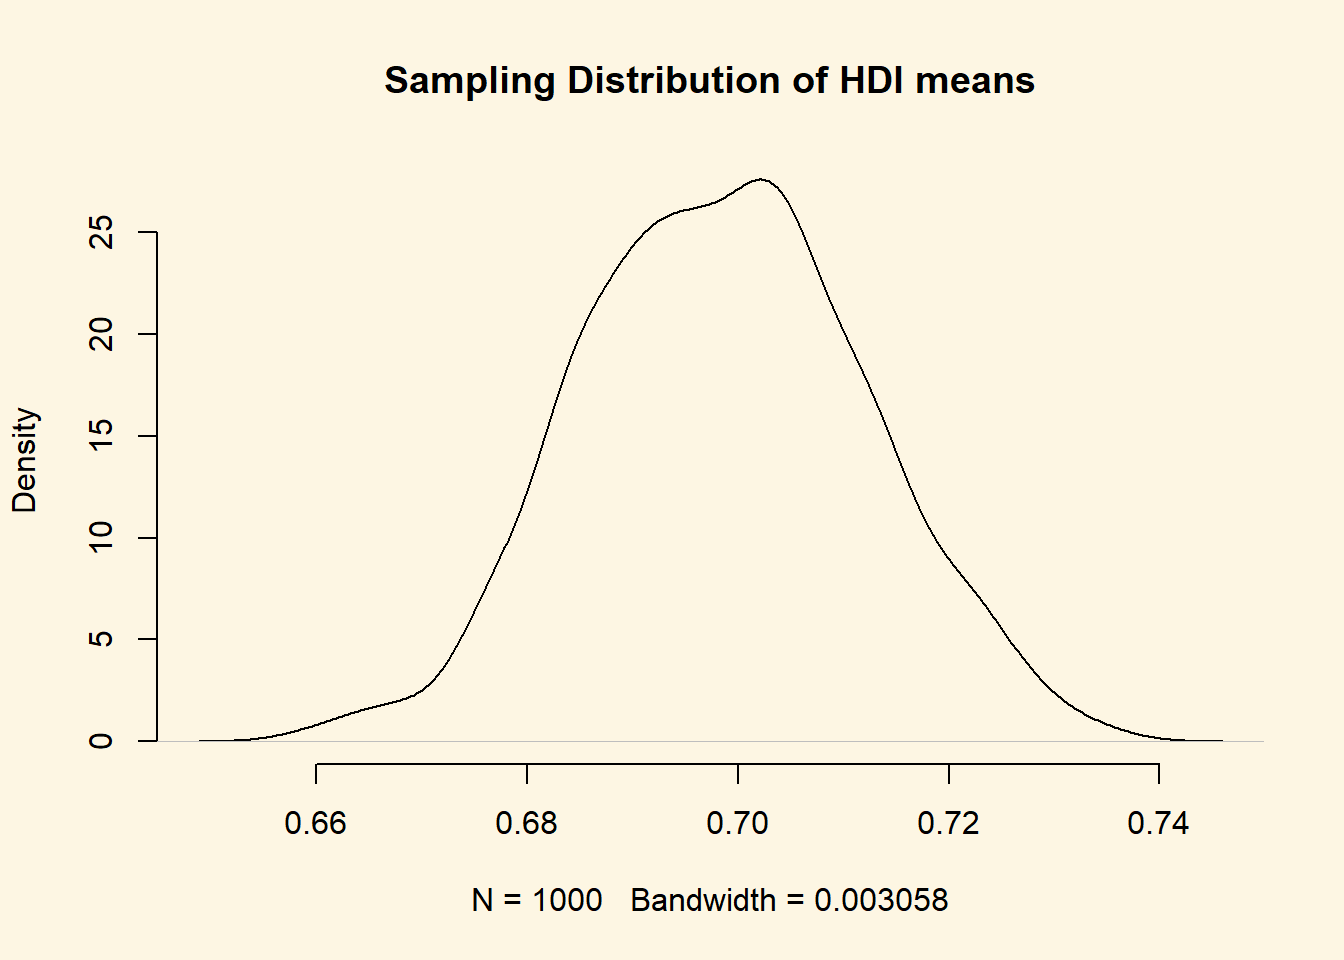 Sampling Distribution of HDI means
Density
25
20
15
10
5
0
0.66 0.68 0.70 0.72 0.74
N = 1000 Bandwidth = 0.003058